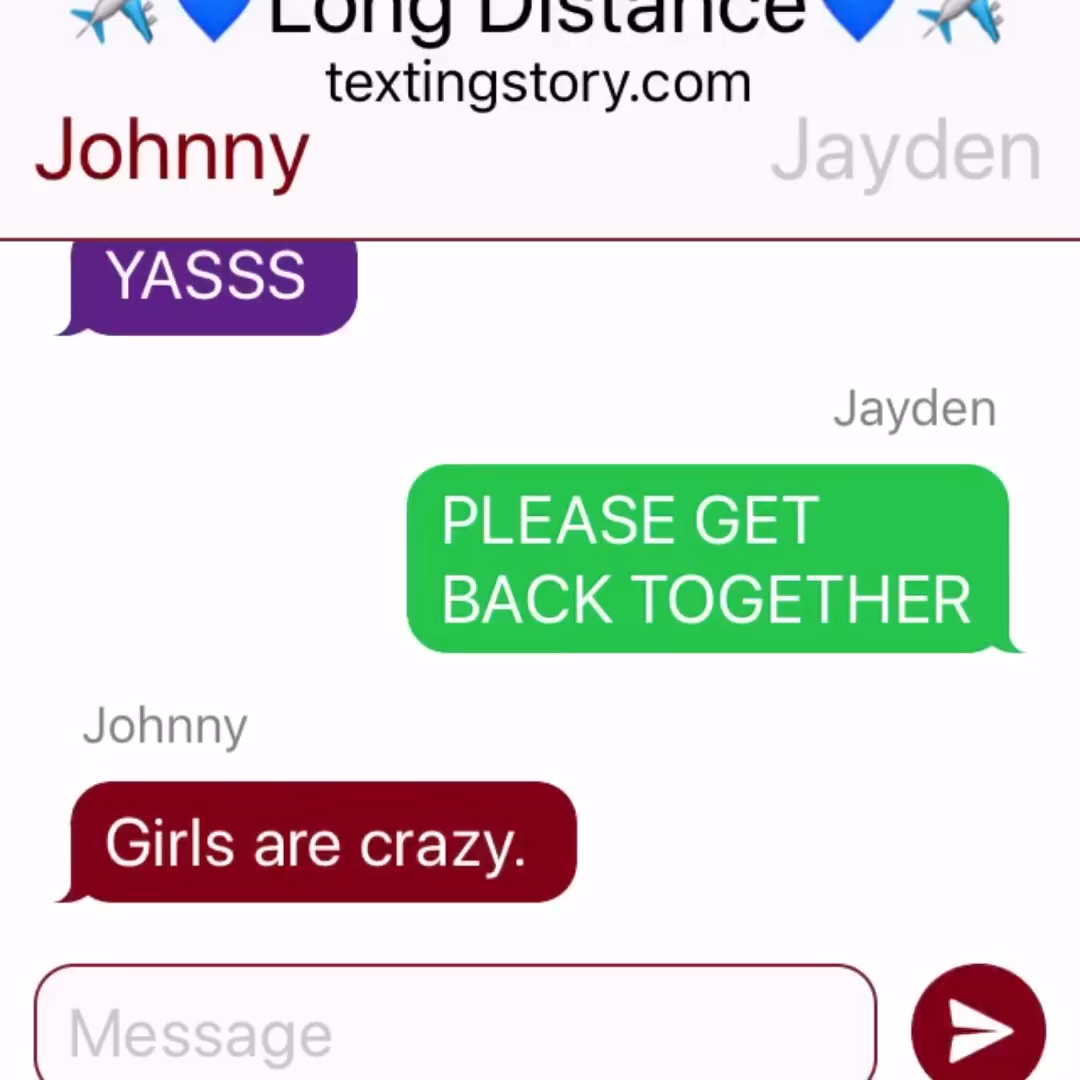 ✈️💙Long Distance💙✈️
textingstory.com
Johnny
Jayden
YASSS
Jayden
PLEASE GET
BACK TOGETHER
Johnny
Girls are crazy.
Message